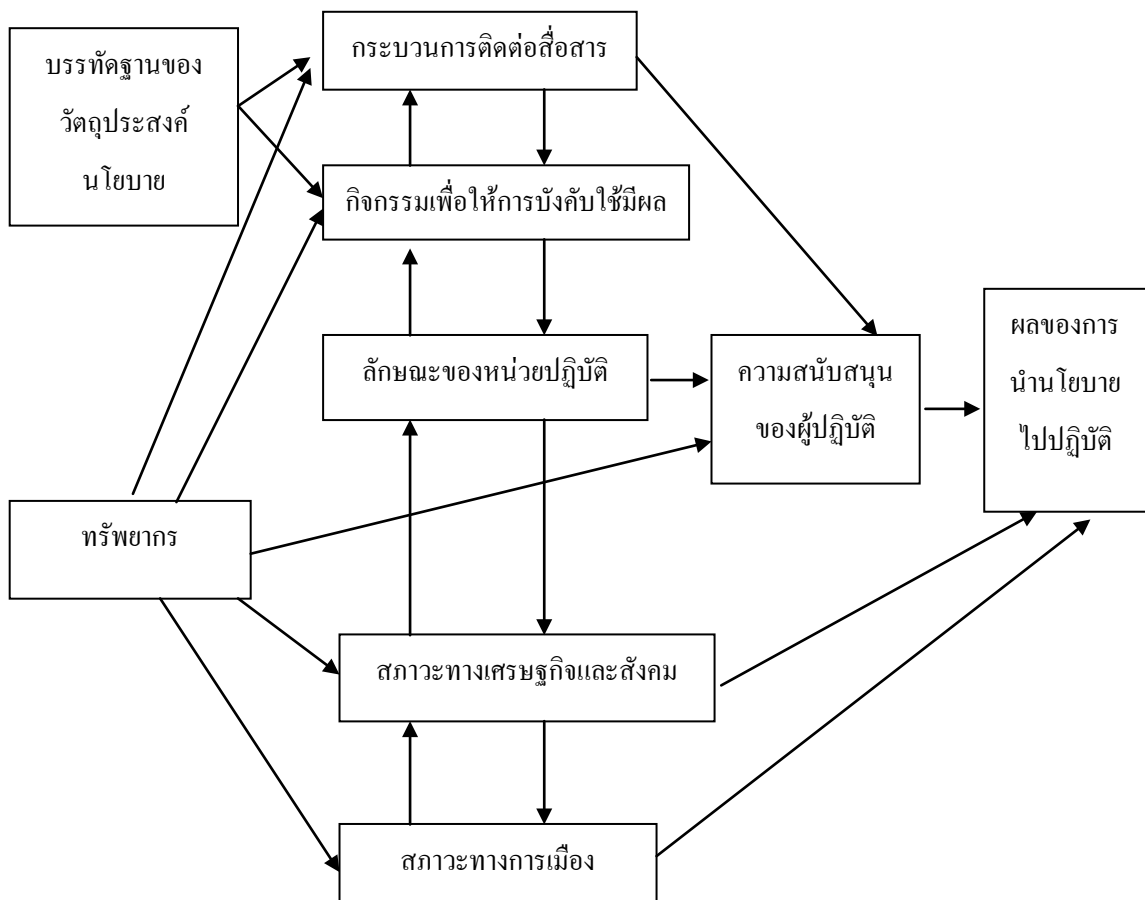 กระบวนการติดต่อสื่อสาร
บรรทัดฐานของ
วัตถุประสงค์
นโยบาย
กิจกรรมเพื่อให้การบังคับใช้มีผล
ลักษณะของหน่วยปฏิบัติ
ความสนับสนุน
ของผู้ปฏิบัติ
ผลของการ
นำนโยบาย
ไปปฏิบัติ
ทรัพยากร
สภาวะทางเศรษฐกิจและสังคม
สภาวะทางการเมือง